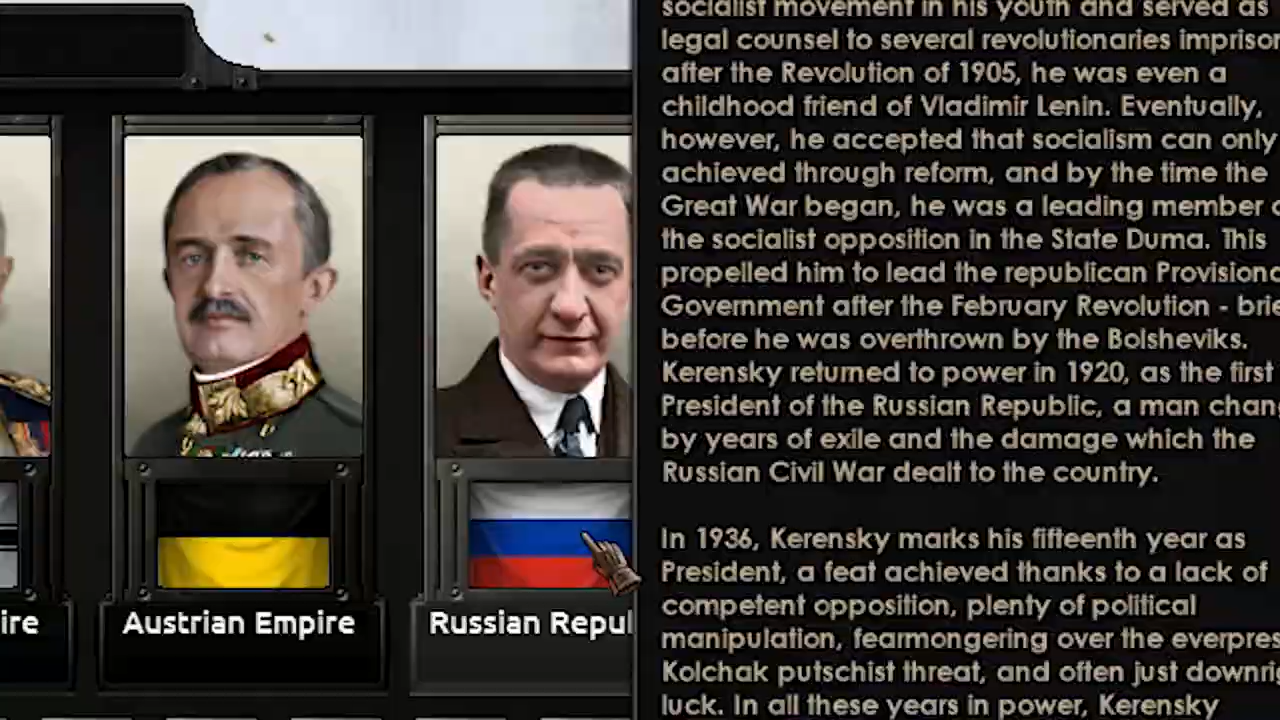 ire
Austrian Empire
Russian Repu
socialist movement in his youth and served as
legal counsel to several revolutionaries impriso
after the Revolution of 1905, he was even a
childhood friend of Vladimir Lenin. Eventually,
however, he accepted that socialism can only
achieved through reform, and by the time the
Great War began, he was a leading member
the socialist opposition in the State Duma. This
propelled him to lead the republican Provision
Government after the February Revolution - brie
before he was overthrown by the Bolsheviks.
Kerensky returned to power in 1920, as the first
President of the Russian Republic, a man chan
by years of exile and the damage which the
Russian Civil War dealt to the country.
In 1936, Kerensky marks his fifteenth year as
President, a feat achieved thanks to a lack of
competent opposition, plenty of political
manipulation, fearmongering over the everpres
Kolchak putschist threat, and often just downri
luck. In all these years in power, Kerensky